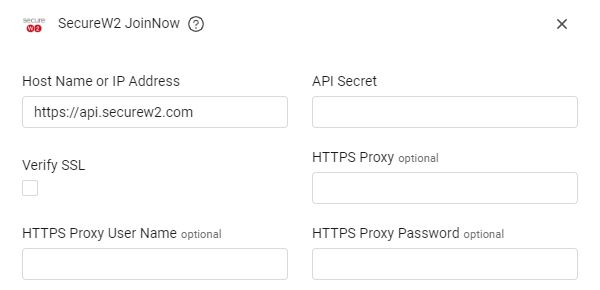 secure
W2
SecureW2 JoinNow ?
Host Name or IP Address
API Secret
https://api.securew2.com
Verify SSL
HTTPS Proxy optional
HTTPS Proxy User Name optional
HTTPS Proxy Password optional